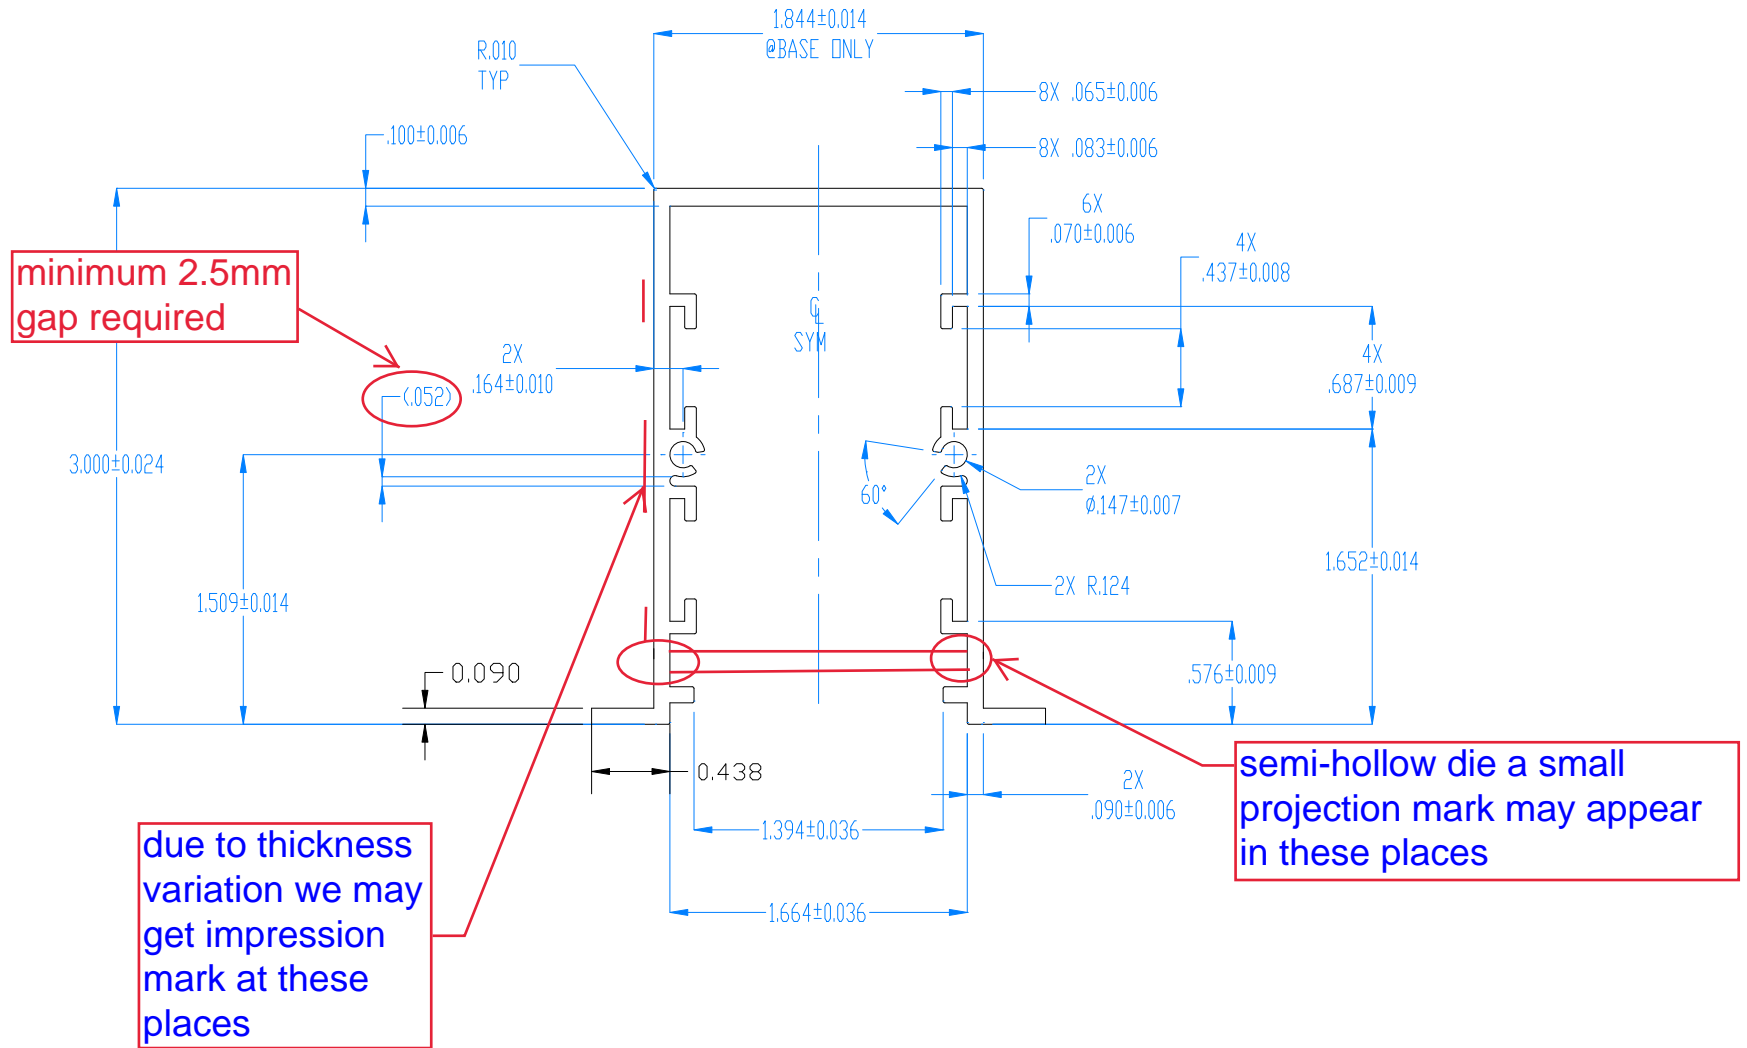 1.844±0.014
@BASE ONLY
R.010
TYP
8X .065±0.006
.100±0.006
8X .083±0.006
6X
.070±0.006
4X
.437±0.008
minimum 2.5mm
gap required
℄
SYM
2X
.164±0.010
4X
.687±0.009
(.052)
3.000±0.024
60°
2X
ø.147±0.007
1.652±0.014
2X R.124
1.509±0.014
0.090
.576±0.009
0.438
2X
.090±0.006
semi-hollow die a small
projection mark may appear
in these places
1.394±0.036
due to thickness
variation we may
get impression
mark at these
places
1.664±0.036